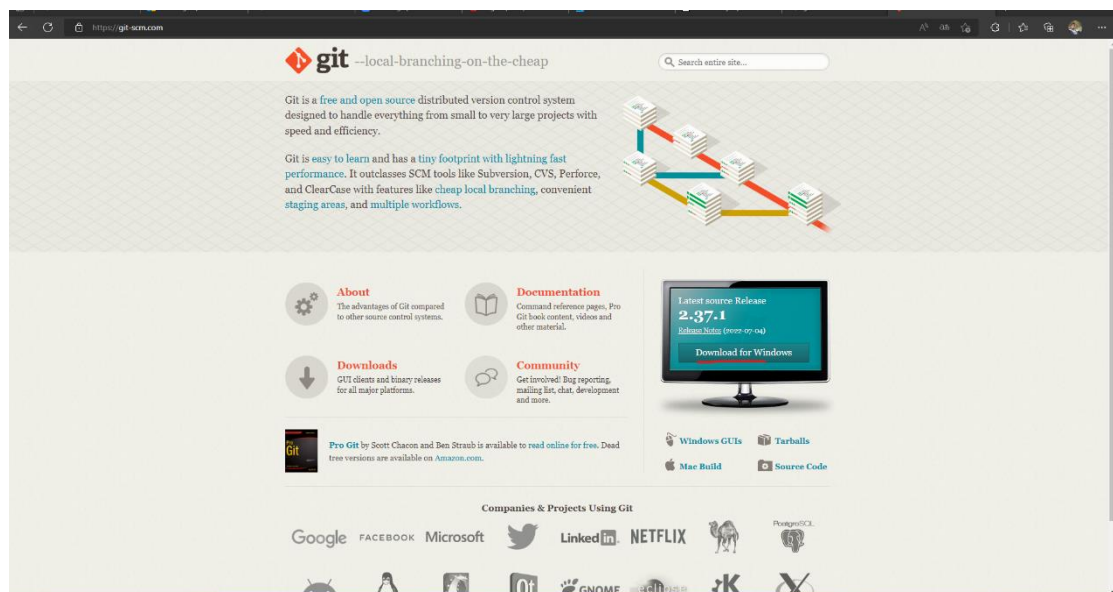 https://git-scm.com
git --local-branching-on-the-cheap
Search entire site...
Git is a free and open source distributed version control system
designed to handle everything from small to very large projects with
speed and efficiency.
Git is easy to learn and has a tiny footprint with lightning fast
performance. It outclasses SCM tools like Subversion, CVS, Perforce,
and ClearCase with features like cheap local branching, convenient
staging areas, and multiple workflows.
About
The advantages of Git compared
to other source control systems.
Documentation
Command reference pages, Pro
Git book content, videos and
other material.
Downloads
GUI clients and binary releases
for all major platforms.
Community
Get involved! Bug reporting,
mailing list, chat, development
and more.
Latest source Release
2.37.1
Release Notes (2022-07-04)
Download for Windows
Windows GUIs
Tarballs
Mac Build
Source Code
Pro
Git
Pro Git by Scott Chacon and Ben Straub is available to read online for free. Dead
tree versions are available on Amazon.com.
Companies & Projects Using Git
Google FACEBOOK Microsoft Linked in NETFLIX PostgreSQL
Qt GNOME eclipse K X